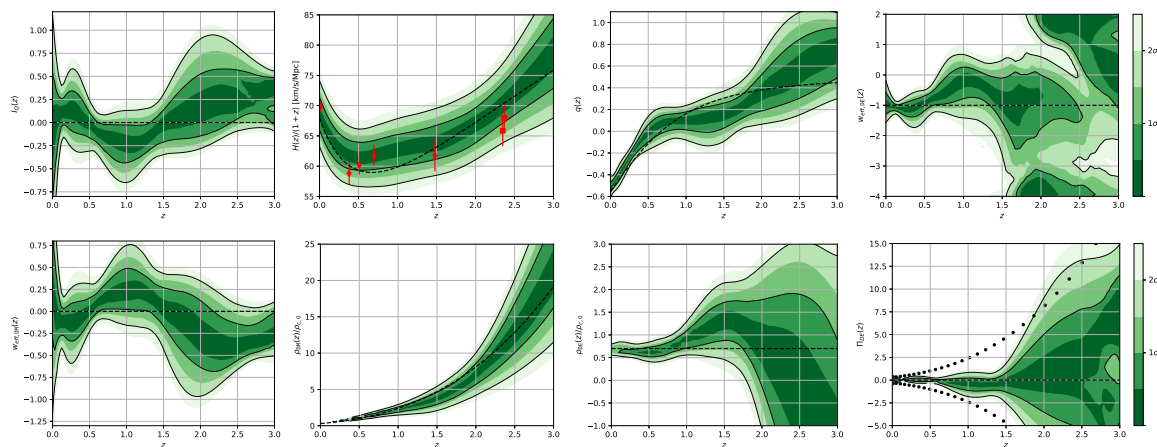 1.00
0.75
0.50
0.25
0.00
−0.25
−0.50
−0.75
I_Q(z)
0.0 0.5 1.0 1.5 2.0 2.5 3.0
z
85
80
75
70
65
60
55
H(z)/(1 + z) [km/s/Mpc]
0.0 0.5 1.0 1.5 2.0 2.5 3.0
z
1.0
0.8
0.6
0.4
0.2
0.0
−0.2
−0.4
−0.6
q(z)
0.0 0.5 1.0 1.5 2.0 2.5 3.0
z
2
1
0
−1
−2
−3
−4
w_eff,DE(z)
0.0 0.5 1.0 1.5 2.0 2.5 3.0
z
2σ
0.75
0.50
0.25
0.00
−0.25
−0.50
−0.75
−1.00
−1.25
w_eff,DM(z)
0.0 0.5 1.0 1.5 2.0 2.5 3.0
z
25
20
15
10
5
0
ρ_DM(z)/ρ_c,0
0.0 0.5 1.0 1.5 2.0 2.5 3.0
z
3.0
2.5
2.0
1.5
1.0
0.5
0.0
−0.5
−1.0
ρ_DE(z)/ρ_c,0
0.0 0.5 1.0 1.5 2.0 2.5 3.0
z
15.0
12.5
10.0
7.5
5.0
2.5
0.0
−2.5
−5.0
Π_DE(z)
0.0 0.5 1.0 1.5 2.0 2.5 3.0
z
2σ